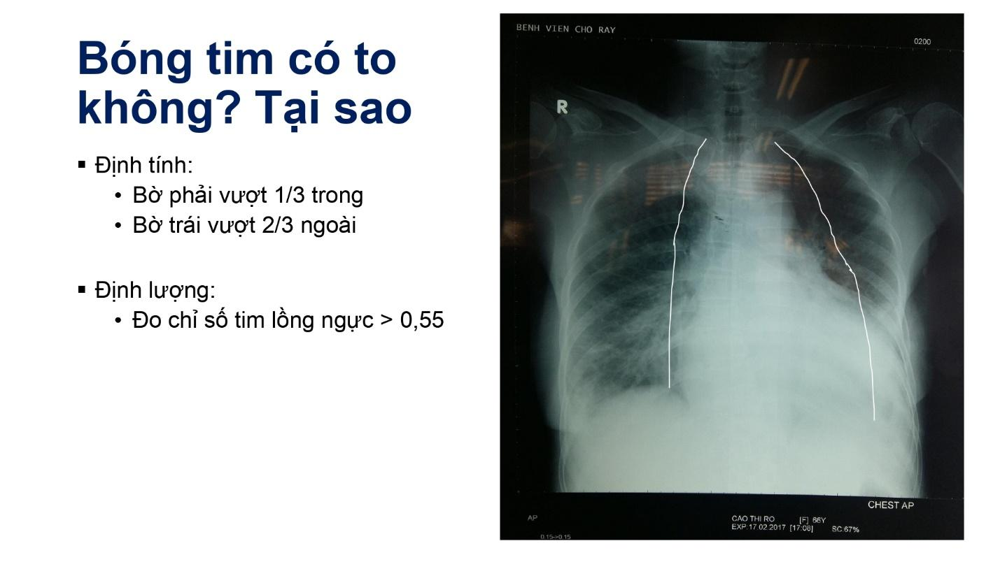 Bóng tim có to
không? Tại sao
▪ Định tính:
• Bờ phải vượt 1/3 trong
• Bờ trái vượt 2/3 ngoài
▪ Định lượng:
• Đo chỉ số tim lồng ngực > 0,55
BENH VIEN CHO RAY
0200
R
CHEST AP
AP
CAO THI RO [F] 66Y
EXP:17.02.2017 [17:08] SC:67%
0.15->0.15